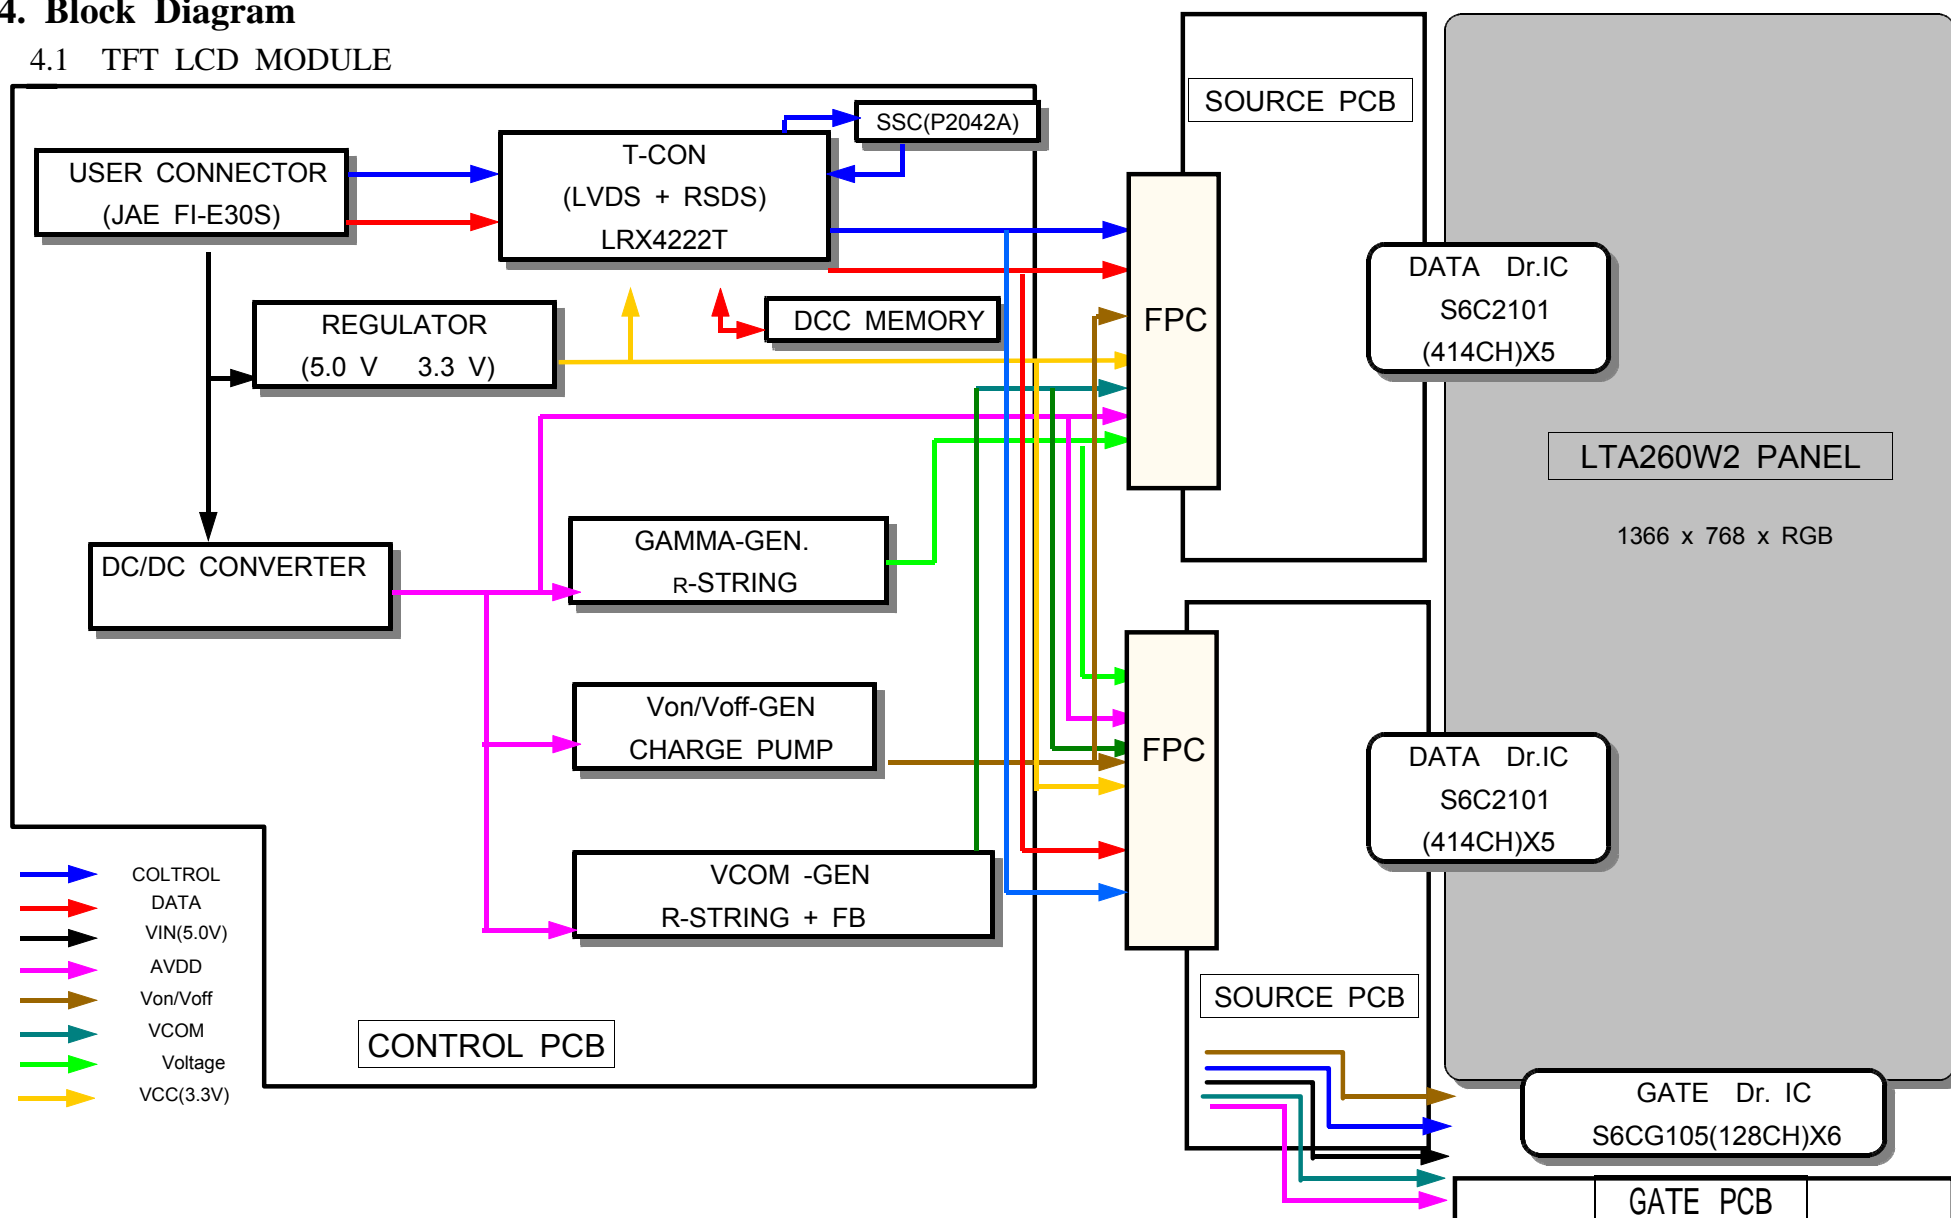 4. Block Diagram
4.1 TFT LCD MODULE
SOURCE PCB
SSC(P2042A)
T-CON
(LVDS + RSDS)
LRX4222T
USER CONNECTOR
(JAE FI-E30S)
DATA Dr.IC
S6C2101
(414CH)X5
FPC
REGULATOR
(5.0 V 3.3 V)
DCC MEMORY
LTA260W2 PANEL
1366 x 768 x RGB
GAMMA-GEN.
R-STRING
DC/DC CONVERTER
Von/Voff-GEN
CHARGE PUMP
FPC
DATA Dr.IC
S6C2101
(414CH)X5
VCOM -GEN
R-STRING + FB
COLTROL
DATA
VIN(5.0V)
AVDD
Von/Voff
VCOM
Voltage
VCC(3.3V)
CONTROL PCB
SOURCE PCB
GATE Dr. IC
S6CG105(128CH)X6
GATE PCB